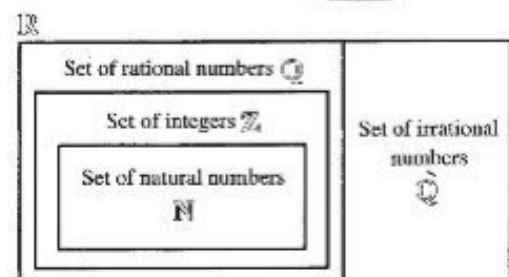 ℝ
Set of rational numbers ℚ
Set of integers ℤ
Set of natural numbers
ℕ
Set of irrational
numbers
ℚ̀